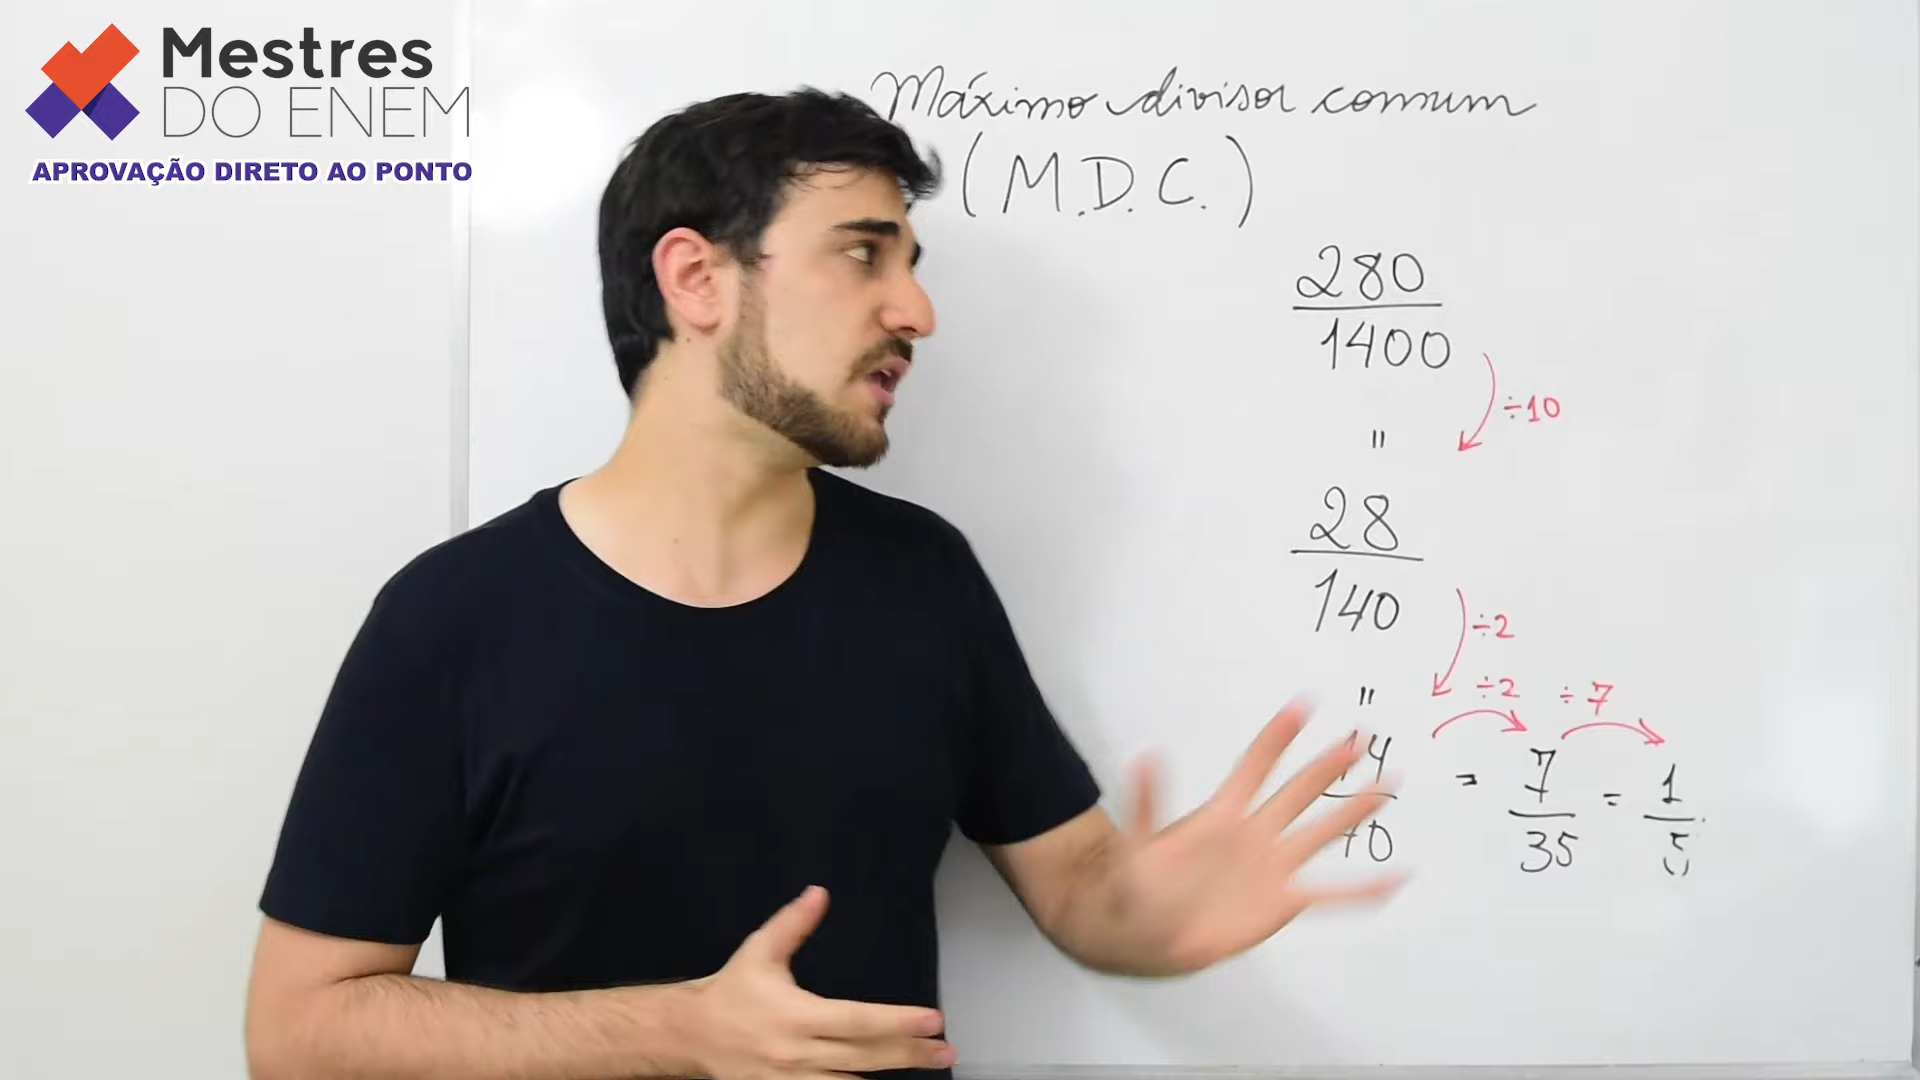 Mestres
DO ENEM
APROVAÇÃO DIRETO AO PONTO
Máximo divisor comum
(M.D.C.)
280
1400
÷10
=
28
140
÷2
=
÷2 ÷7
14 = 7 = 1
70 35 5